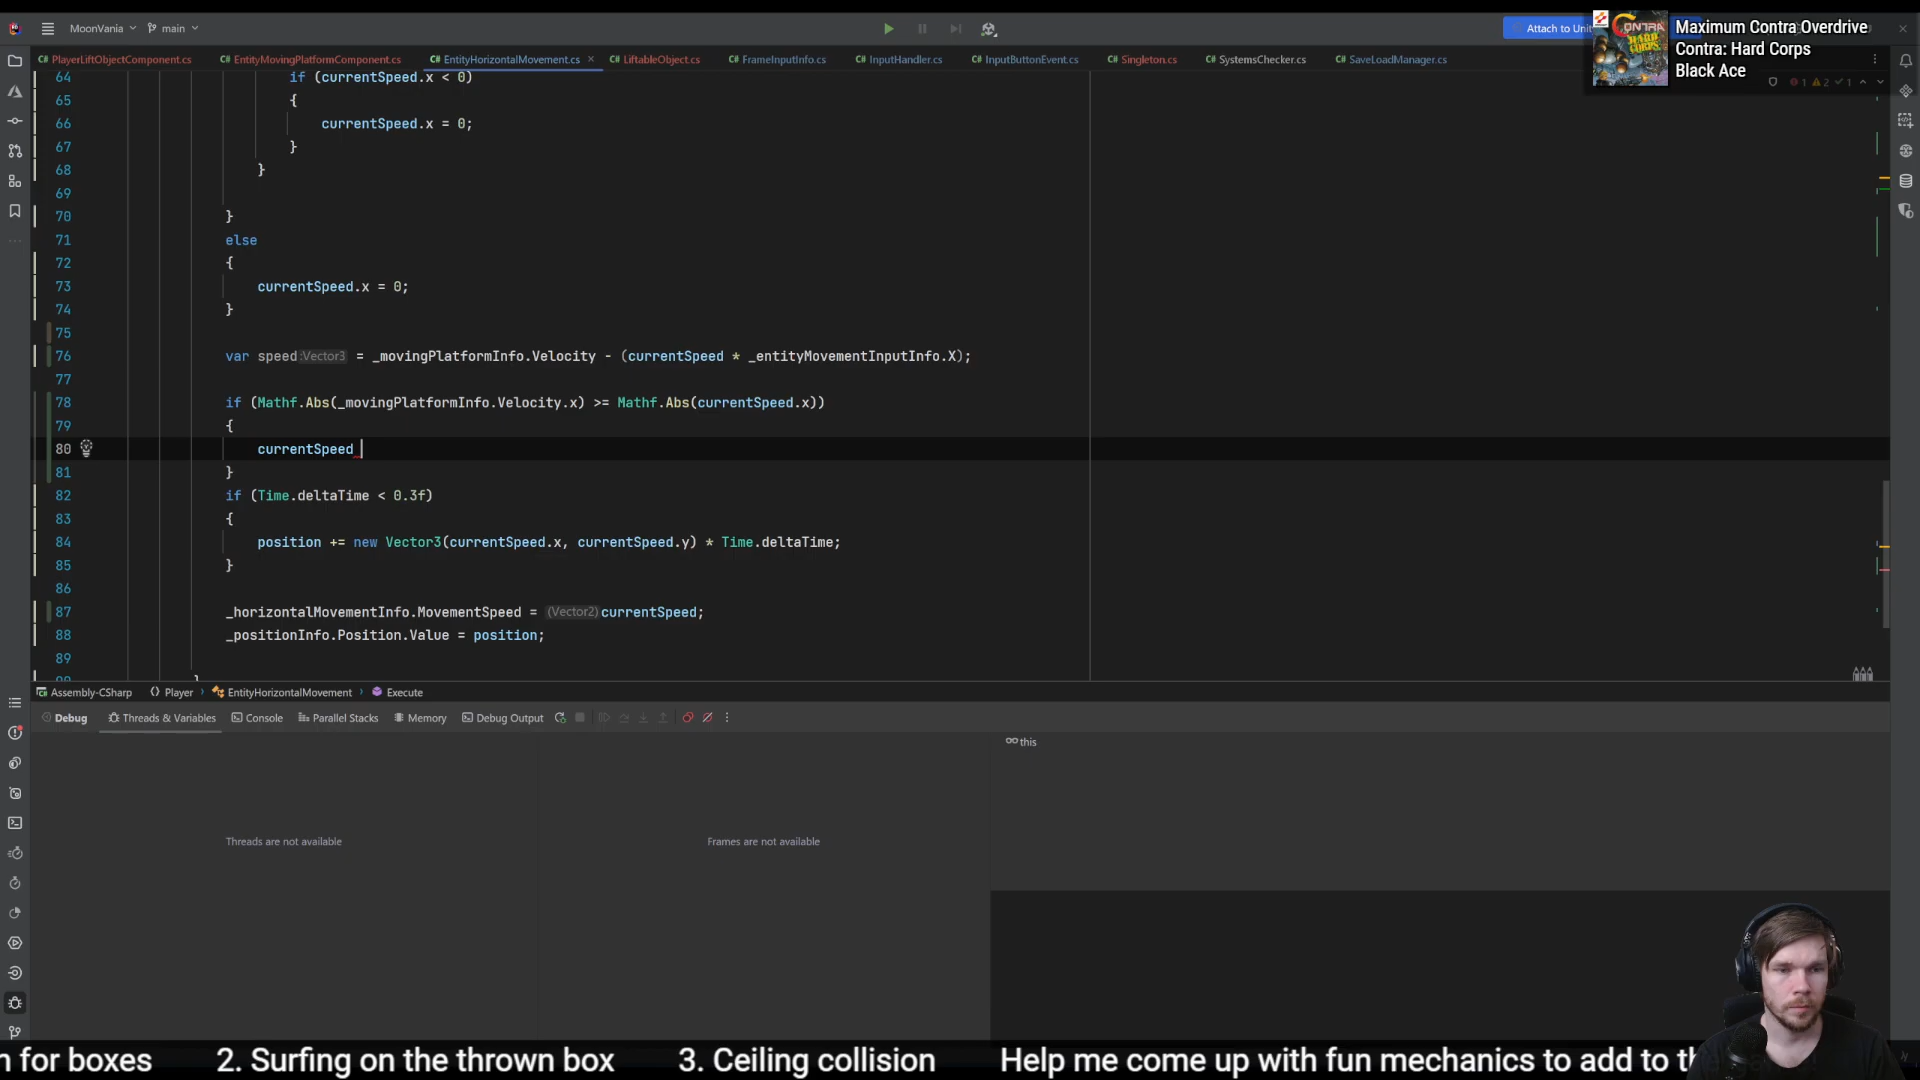 MoonVania
main
Attach to Unit
Maximum Contra Overdrive
Contra: Hard Corps
Black Ace
PlayerLiftObjectComponent.cs
EntityMovingPlatformComponent.cs
EntityHorizontalMovement.cs
LiftableObject.cs
FrameInputInfo.cs
InputHandler.cs
InputButtonEvent.cs
Singleton.cs
SystemsChecker.cs
SaveLoadManager.cs
1 2 1
64 if (currentSpeed.x < 0)
65 {
66 currentSpeed.x = 0;
67 }
68 }
69
70 }
71 else
72 {
73 currentSpeed.x = 0;
74 }
75
76 var speed:Vector3 = _movingPlatformInfo.Velocity - (currentSpeed * _entityMovementInputInfo.X);
77
78 if (Mathf.Abs(_movingPlatformInfo.Velocity.x) >= Mathf.Abs(currentSpeed.x))
79 {
80 currentSpeed
81 }
82 if (Time.deltaTime < 0.3f)
83 {
84 position += new Vector3(currentSpeed.x, currentSpeed.y) * Time.deltaTime;
85 }
86
87 _horizontalMovementInfo.MovementSpeed = (Vector2)currentSpeed;
88 _positionInfo.Position.Value = position;
89
Assembly-CSharp Player EntityHorizontalMovement Execute
Debug Threads & Variables Console Parallel Stacks Memory Debug Output
this
Threads are not available
Frames are not available
n for boxes 2. Surfing on the thrown box 3. Ceiling collision Help me come up with fun mechanics to add to th